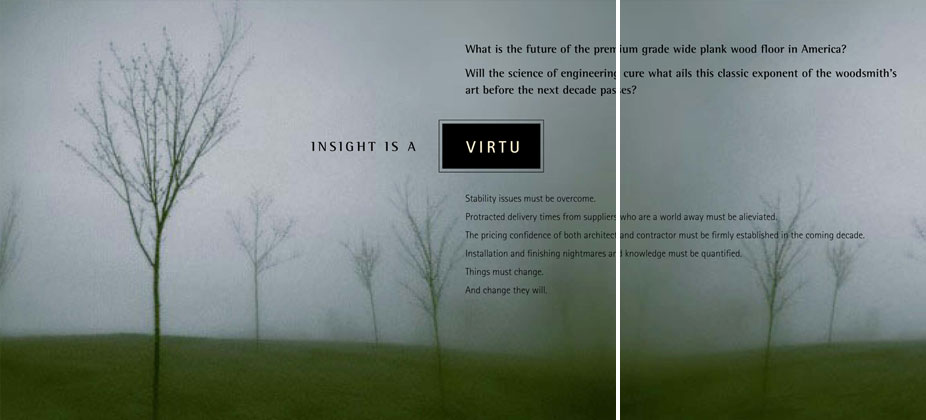 What is the future of the premium grade wide plank wood floor in America?
Will the science of engineering cure what ails this classic exponent of the woodsmith's
art before the next decade passes?
INSIGHT IS A VIRTU
Stability issues must be overcome.
Protracted delivery times from suppliers who are a world away must be alieviated.
The pricing confidence of both architect and contractor must be firmly established in the coming decade.
Installation and finishing nightmares and knowledge must be quantified.
Things must change.
And change they will.